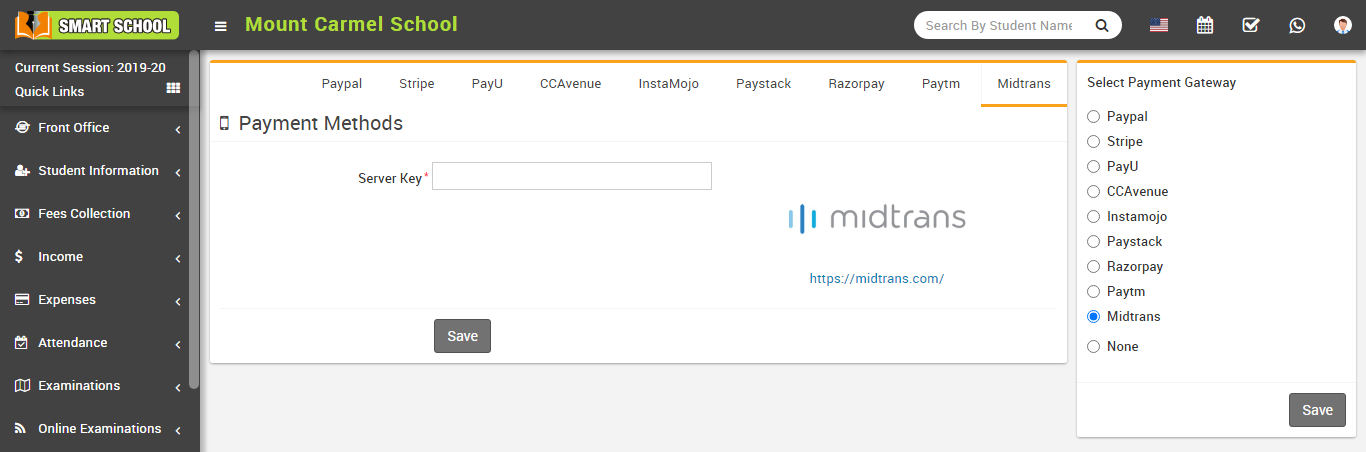 SMART SCHOOL
Mount Carmel School
Search By Student Name
Current Session: 2019-20
Quick Links
Front Office
Student Information
Fees Collection
Income
Expenses
Attendance
Examinations
Online Examinations
Paypal Stripe PayU CCAvenue InstaMojo Paystack Razorpay Paytm Midtrans
Payment Methods
Server Key*
midtrans
https://midtrans.com/
Save
Select Payment Gateway
Paypal
Stripe
PayU
CCAvenue
Instamojo
Paystack
Razorpay
Paytm
Midtrans
None
Save